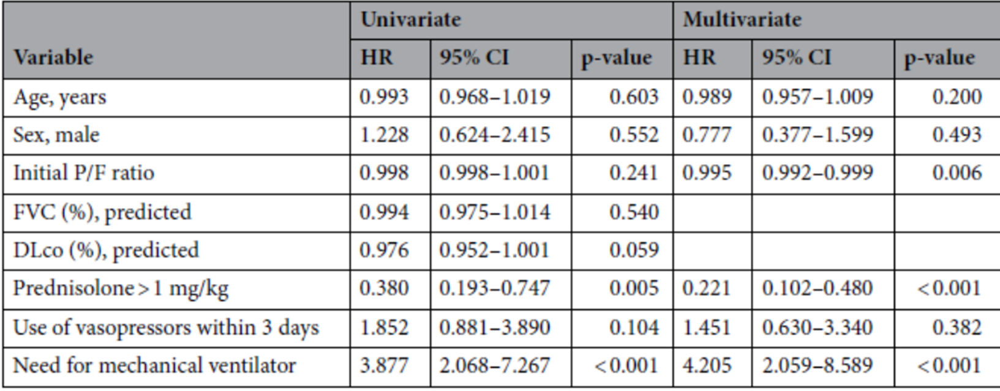 Univariate Multivariate
Variable HR 95% CI p-value HR 95% CI p-value
Age, years 0.993 0.968–1.019 0.603 0.989 0.957–1.009 0.200
Sex, male 1.228 0.624–2.415 0.552 0.777 0.377–1.599 0.493
Initial P/F ratio 0.998 0.998–1.001 0.241 0.995 0.992–0.999 0.006
FVC (%), predicted 0.994 0.975–1.014 0.540
DLco (%), predicted 0.976 0.952–1.001 0.059
Prednisolone > 1 mg/kg 0.380 0.193–0.747 0.005 0.221 0.102–0.480 <0.001
Use of vasopressors within 3 days 1.852 0.881–3.890 0.104 1.451 0.630–3.340 0.382
Need for mechanical ventilator 3.877 2.068–7.267 <0.001 4.205 2.059–8.589 <0.001